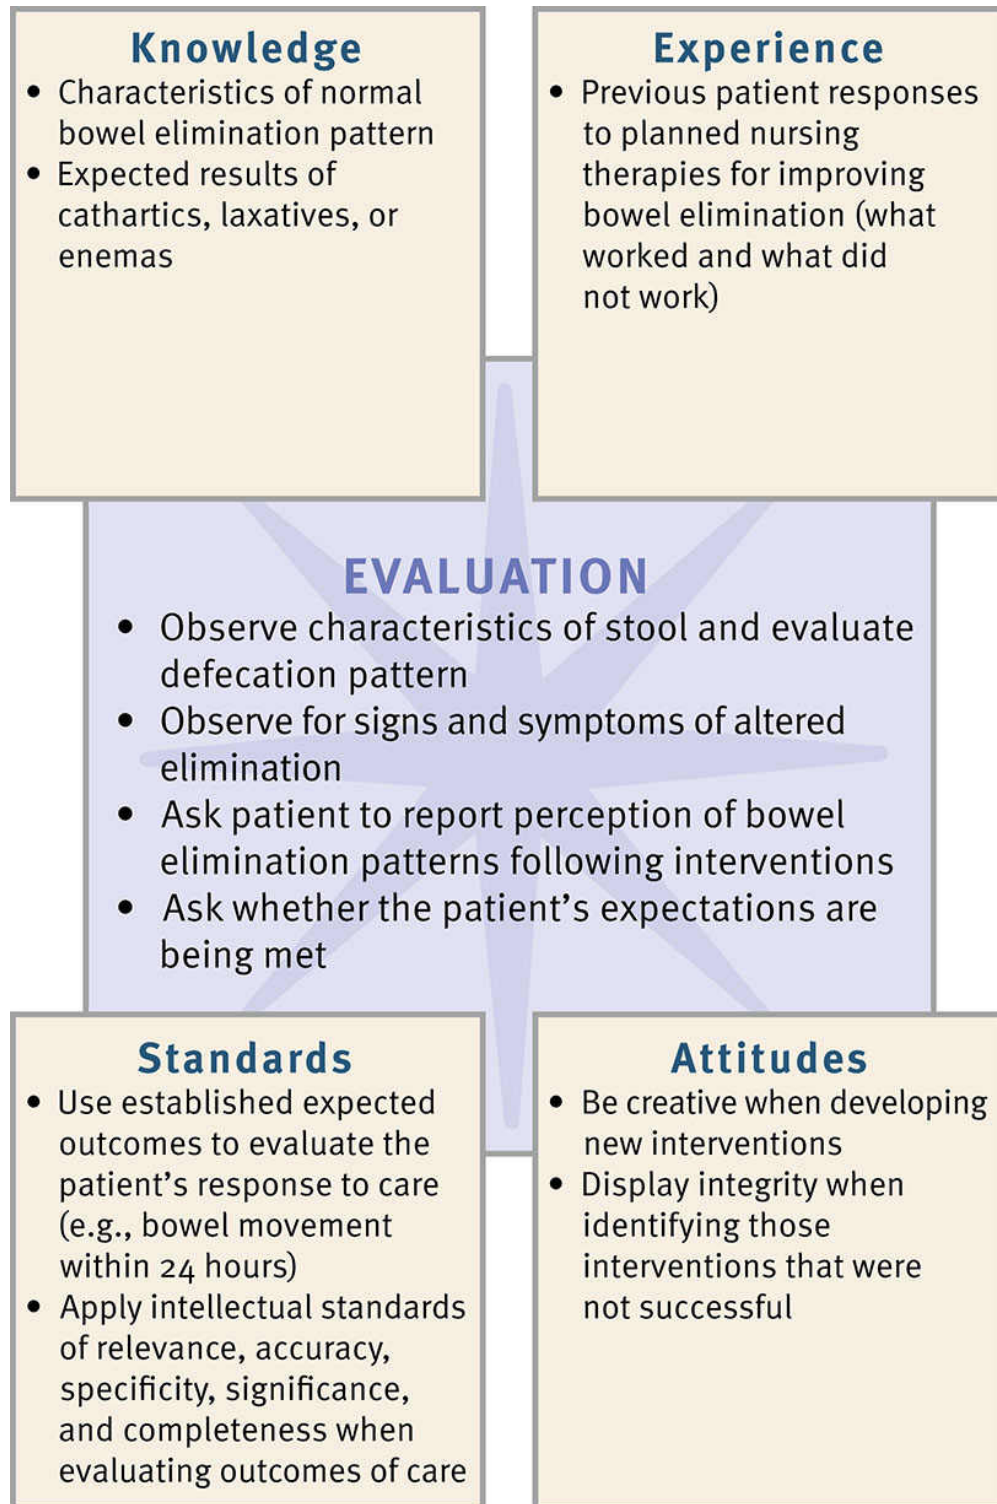 Knowledge
• Characteristics of normal
bowel elimination pattern
• Expected results of
cathartics, laxatives, or
enemas
Experience
• Previous patient responses
to planned nursing
therapies for improving
bowel elimination (what
worked and what did
not work)
EVALUATION
• Observe characteristics of stool and evaluate
defecation pattern
• Observe for signs and symptoms of altered
elimination
• Ask patient to report perception of bowel
elimination patterns following interventions
• Ask whether the patient’s expectations are
being met
Standards
• Use established expected
outcomes to evaluate the
patient’s response to care
(e.g., bowel movement
within 24 hours)
• Apply intellectual standards
of relevance, accuracy,
specificity, significance,
and completeness when
evaluating outcomes of care
Attitudes
• Be creative when developing
new interventions
• Display integrity when
identifying those
interventions that were
not successful